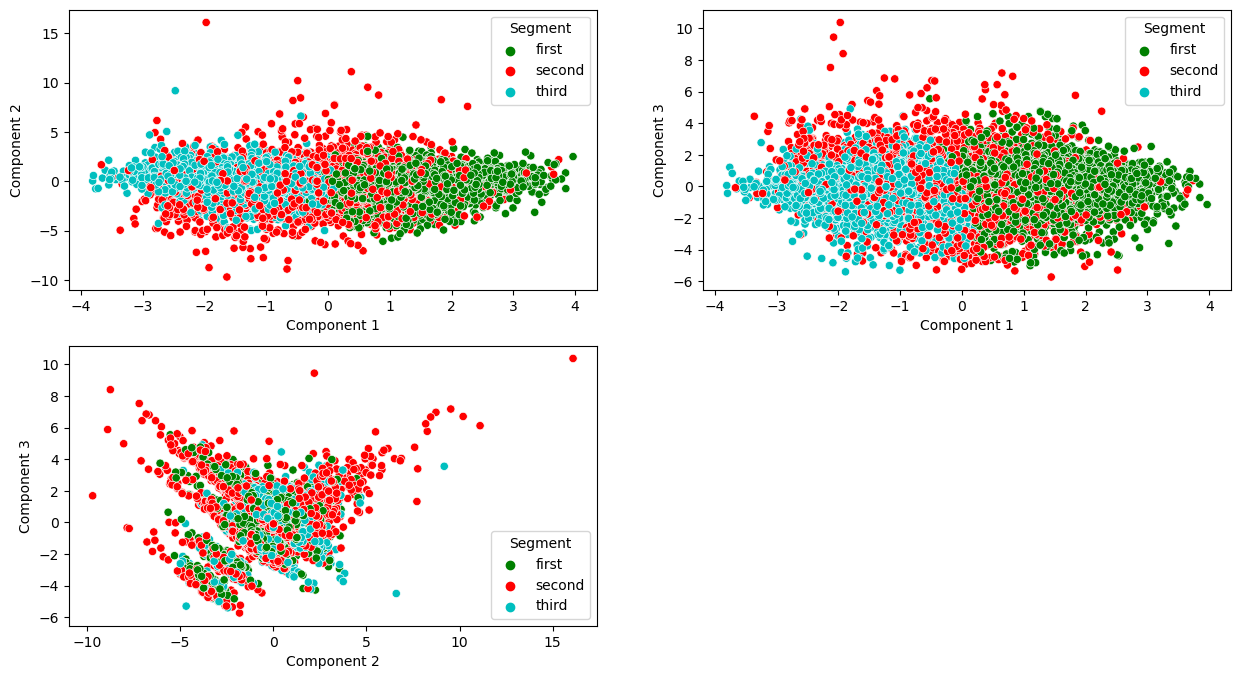 Segment
first
second
third
15
10
5
0
−5
−10
Component 2
−4 −3 −2 −1 0 1 2 3 4
Component 1
Segment
first
second
third
10
8
6
4
2
0
−2
−4
−6
Component 3
−4 −3 −2 −1 0 1 2 3 4
Component 1
Segment
first
second
third
10
8
6
4
2
0
−2
−4
−6
Component 3
−10 −5 0 5 10 15
Component 2